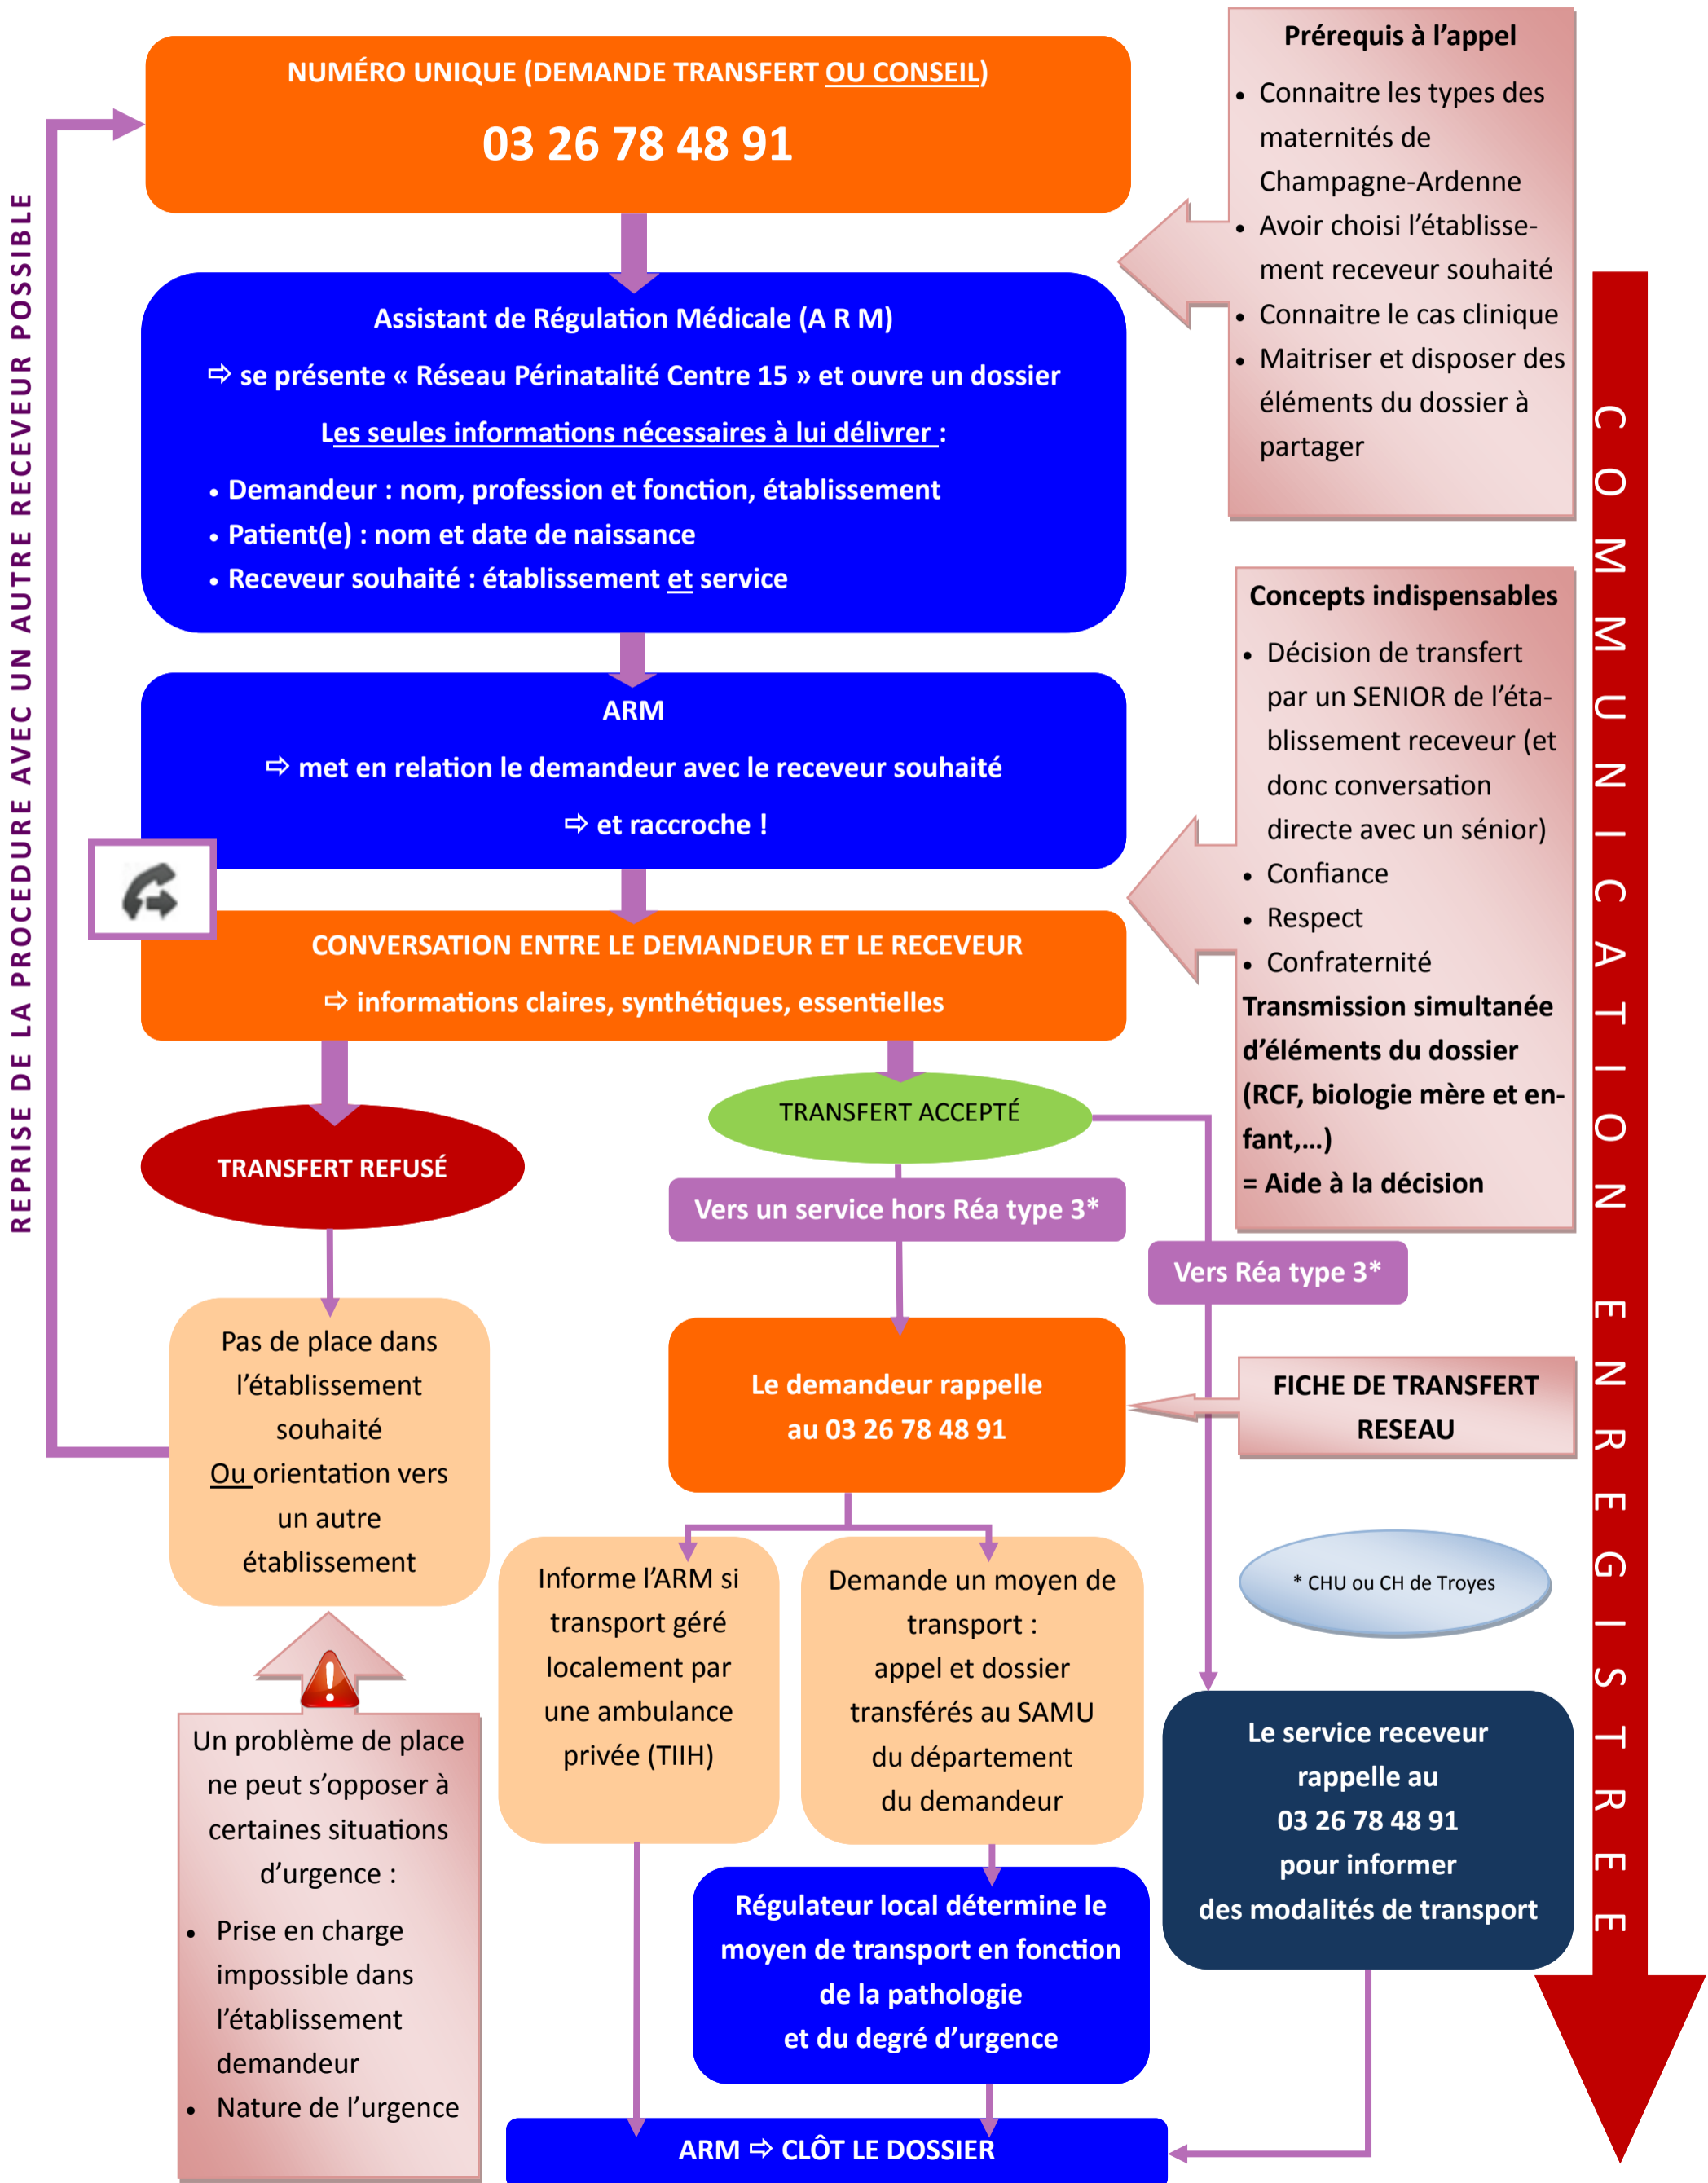 NUMÉRO UNIQUE (DEMANDE TRANSFERT OU CONSEIL)
03 26 78 48 91
Prérequis à l'appel
• Connaitre les types des
maternités de
Champagne-Ardenne
• Avoir choisi l'établisse-
ment receveur souhaité
• Connaitre le cas clinique
• Maitriser et disposer des
éléments du dossier à
partager
REPRISE DE LA PROCEDURE AVEC UN AUTRE RECEVEUR POSSIBLE
Assistant de Régulation Médicale (A R M)
⇨ se présente « Réseau Périnatalité Centre 15 » et ouvre un dossier
Les seules informations nécessaires à lui délivrer :
• Demandeur : nom, profession et fonction, établissement
• Patient(e) : nom et date de naissance
• Receveur souhaité : établissement et service
COMMUNICATION ENREGISTREE
ARM
⇨ met en relation le demandeur avec le receveur souhaité
⇨ et raccroche !
Concepts indispensables
• Décision de transfert
par un SENIOR de l'éta-
blissement receveur (et
donc conversation
directe avec un sénior)
• Confiance
• Respect
• Confraternité
Transmission simultanée
d'éléments du dossier
(RCF, biologie mère et en-
fant,...)
= Aide à la décision
CONVERSATION ENTRE LE DEMANDEUR ET LE RECEVEUR
⇨ informations claires, synthétiques, essentielles
TRANSFERT REFUSÉ
TRANSFERT ACCEPTÉ
Vers un service hors Réa type 3*
Vers Réa type 3*
Pas de place dans
l'établissement
souhaité
Ou orientation vers
un autre
établissement
Le demandeur rappelle
au 03 26 78 48 91
FICHE DE TRANSFERT
RESEAU
Informe l'ARM si
transport géré
localement par
une ambulance
privée (TIIH)
Demande un moyen de
transport :
appel et dossier
transférés au SAMU
du département
du demandeur
* CHU ou CH de Troyes
Un problème de place
ne peut s'opposer à
certaines situations
d'urgence :
• Prise en charge
impossible dans
l'établissement
demandeur
• Nature de l'urgence
Régulateur local détermine le
moyen de transport en fonction
de la pathologie
et du degré d'urgence
Le service receveur
rappelle au
03 26 78 48 91
pour informer
des modalités de transport
ARM ⇨ CLÔT LE DOSSIER